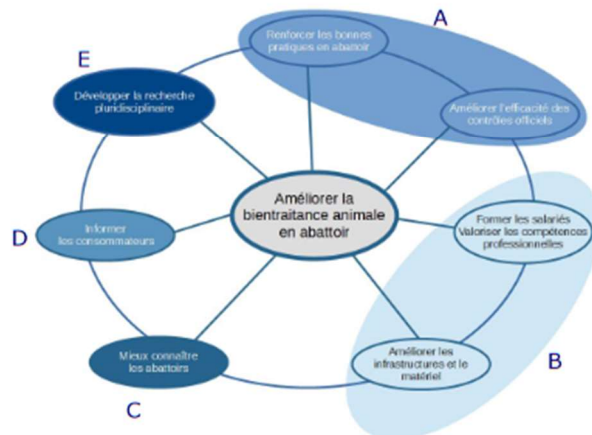 A
Renforcer les bonnes
pratiques en abattoir
E
Développer la recherche
pluridisciplinaire
Améliorer l'efficacité des
contrôles officiels
Améliorer la
bientraitance animale
en abattoir
Former les salariés
Valoriser les compétences
professionnelles
D
Informer
les consommateurs
Améliorer les
infrastructures et le
matériel
B
Mieux connaître
les abattoirs
C